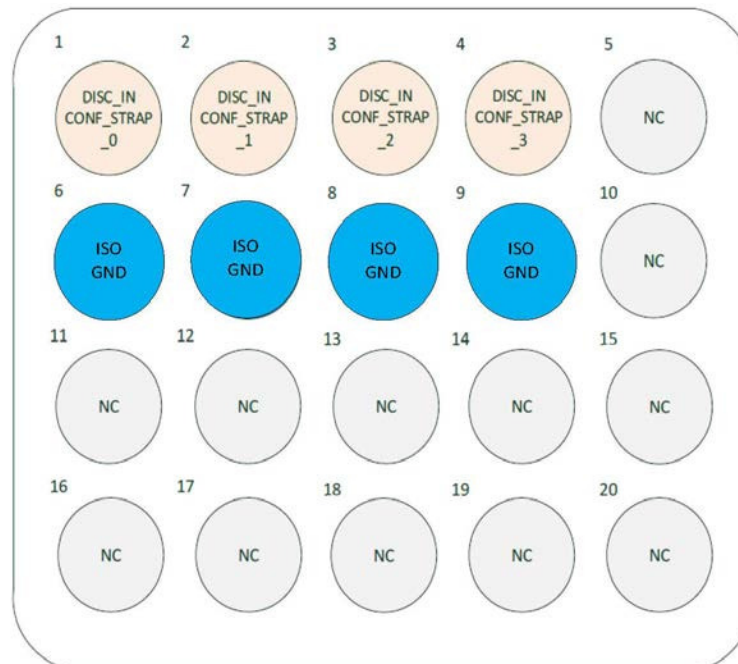 1 2 3 4 5
DISC_IN
CONF_STRAP
_0
DISC_IN
CONF_STRAP
_1
DISC_IN
CONF_STRAP
_2
DISC_IN
CONF_STRAP
_3
NC
6 7 8 9 10
ISO
GND
ISO
GND
ISO
GND
ISO
GND
NC
11 12 13 14 15
NC NC NC NC NC
16 17 18 19 20
NC NC NC NC NC